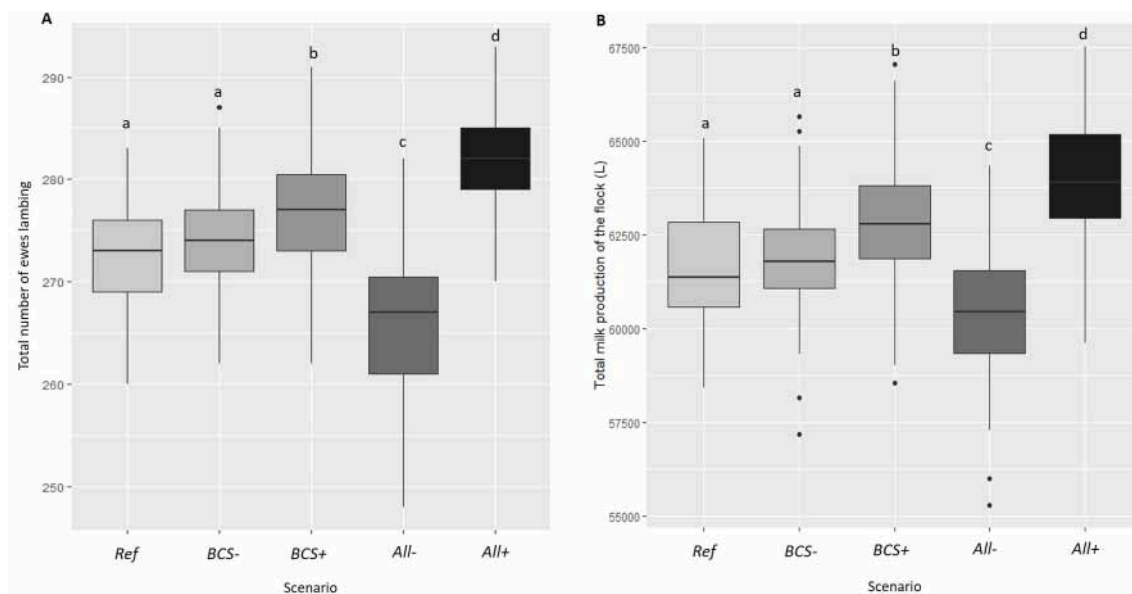 A
Total number of ewes lambing
290
280
270
260
250
a
a
b
c
d
Ref
BCS-
BCS+
All-
All+
Scenario
B
Total milk production of the flock (L)
67500
65000
62500
60000
57500
55000
a
a
b
c
d
Ref
BCS-
BCS+
All-
All+
Scenario